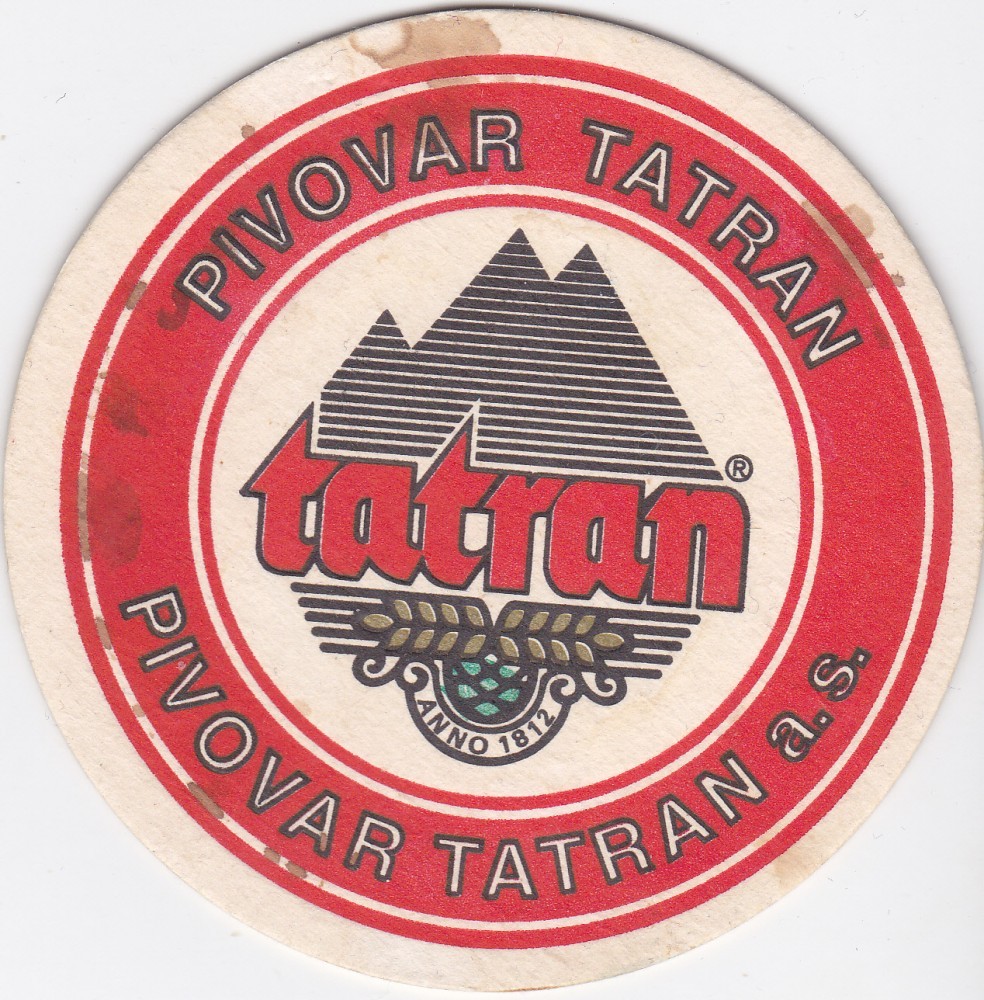 PIVOVAR TATRAN
tatran®
ANNO 1812
PIVOVAR TATRAN a.s.